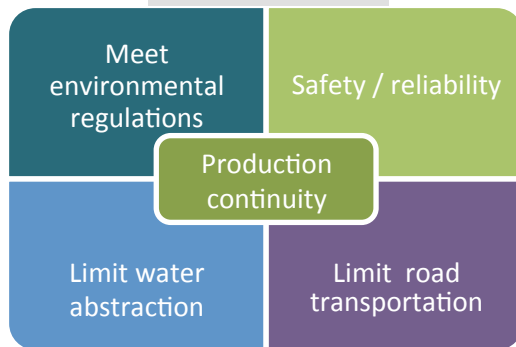 Meet
environmental
regulations
Safety / reliability
Production
continuity
Limit water
abstraction
Limit road
transportation